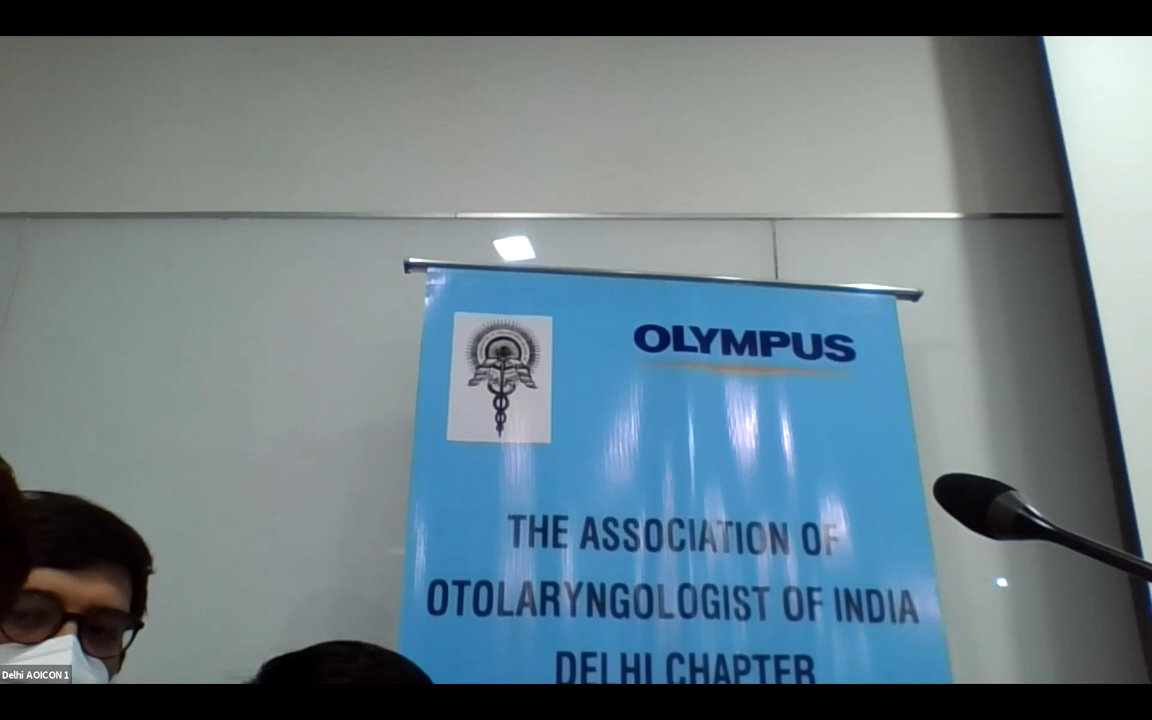 OLYMPUS
THE ASSOCIATION OF
OTOLARYNGOLOGIST OF INDIA
DELHI CHAPTER
Delhi AOICON 1